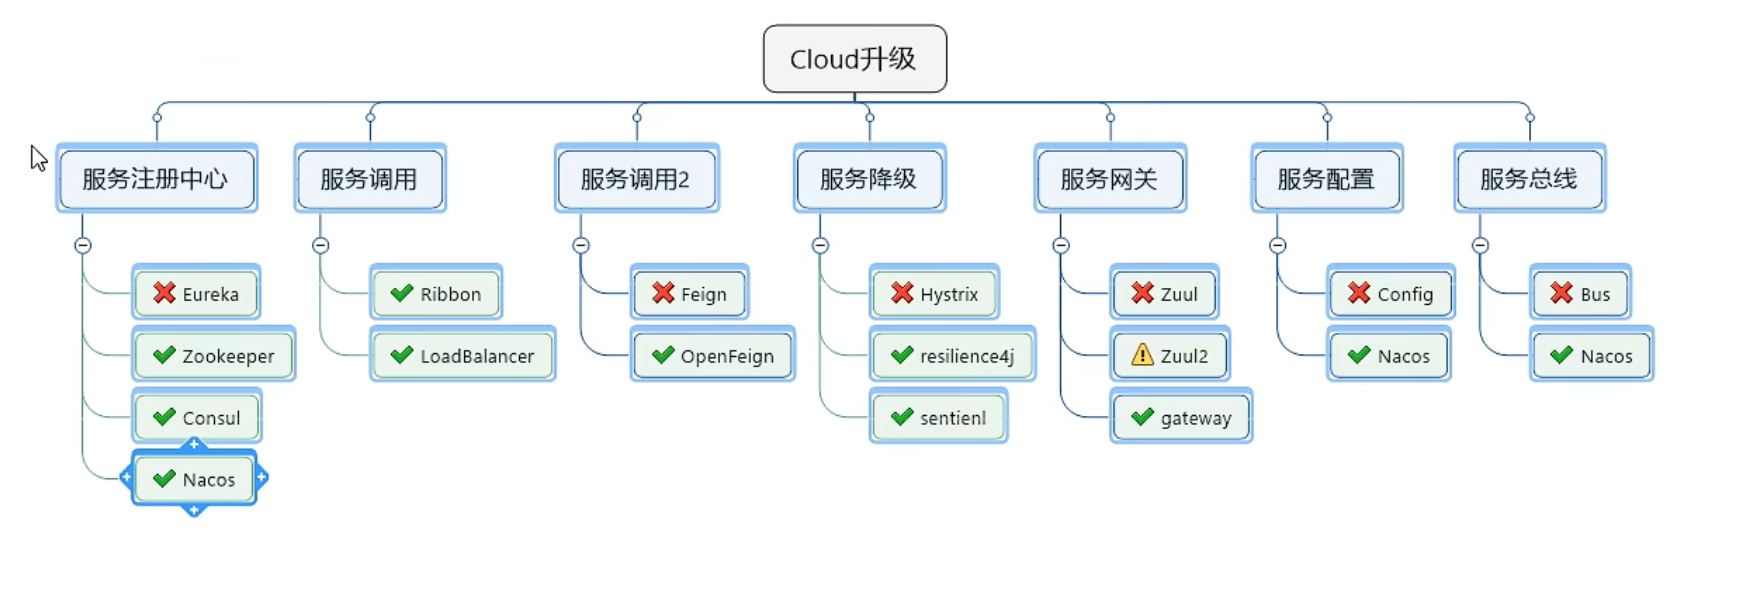 Cloud升级
服务注册中心
Eureka
Zookeeper
Consul
Nacos
服务调用
Ribbon
LoadBalancer
服务调用2
Feign
OpenFeign
服务降级
Hystrix
resilience4j
sentienl
服务网关
Zuul
Zuul2
gateway
服务配置
Config
Nacos
服务总线
Bus
Nacos